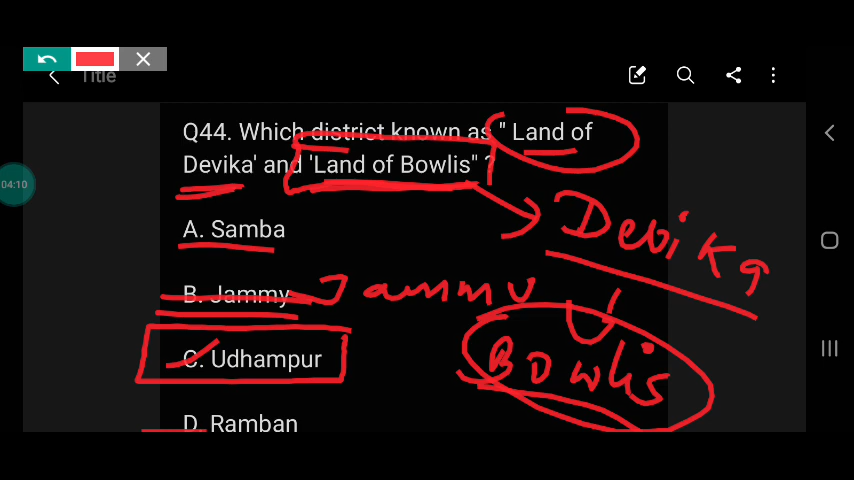 Title
Q44. Which district known as " Land of
Devika' and 'Land of Bowlis" ?
04:10
Devika
A. Samba
B. Jammy Jammu
C. Udhampur
Bowlis
D. Ramban